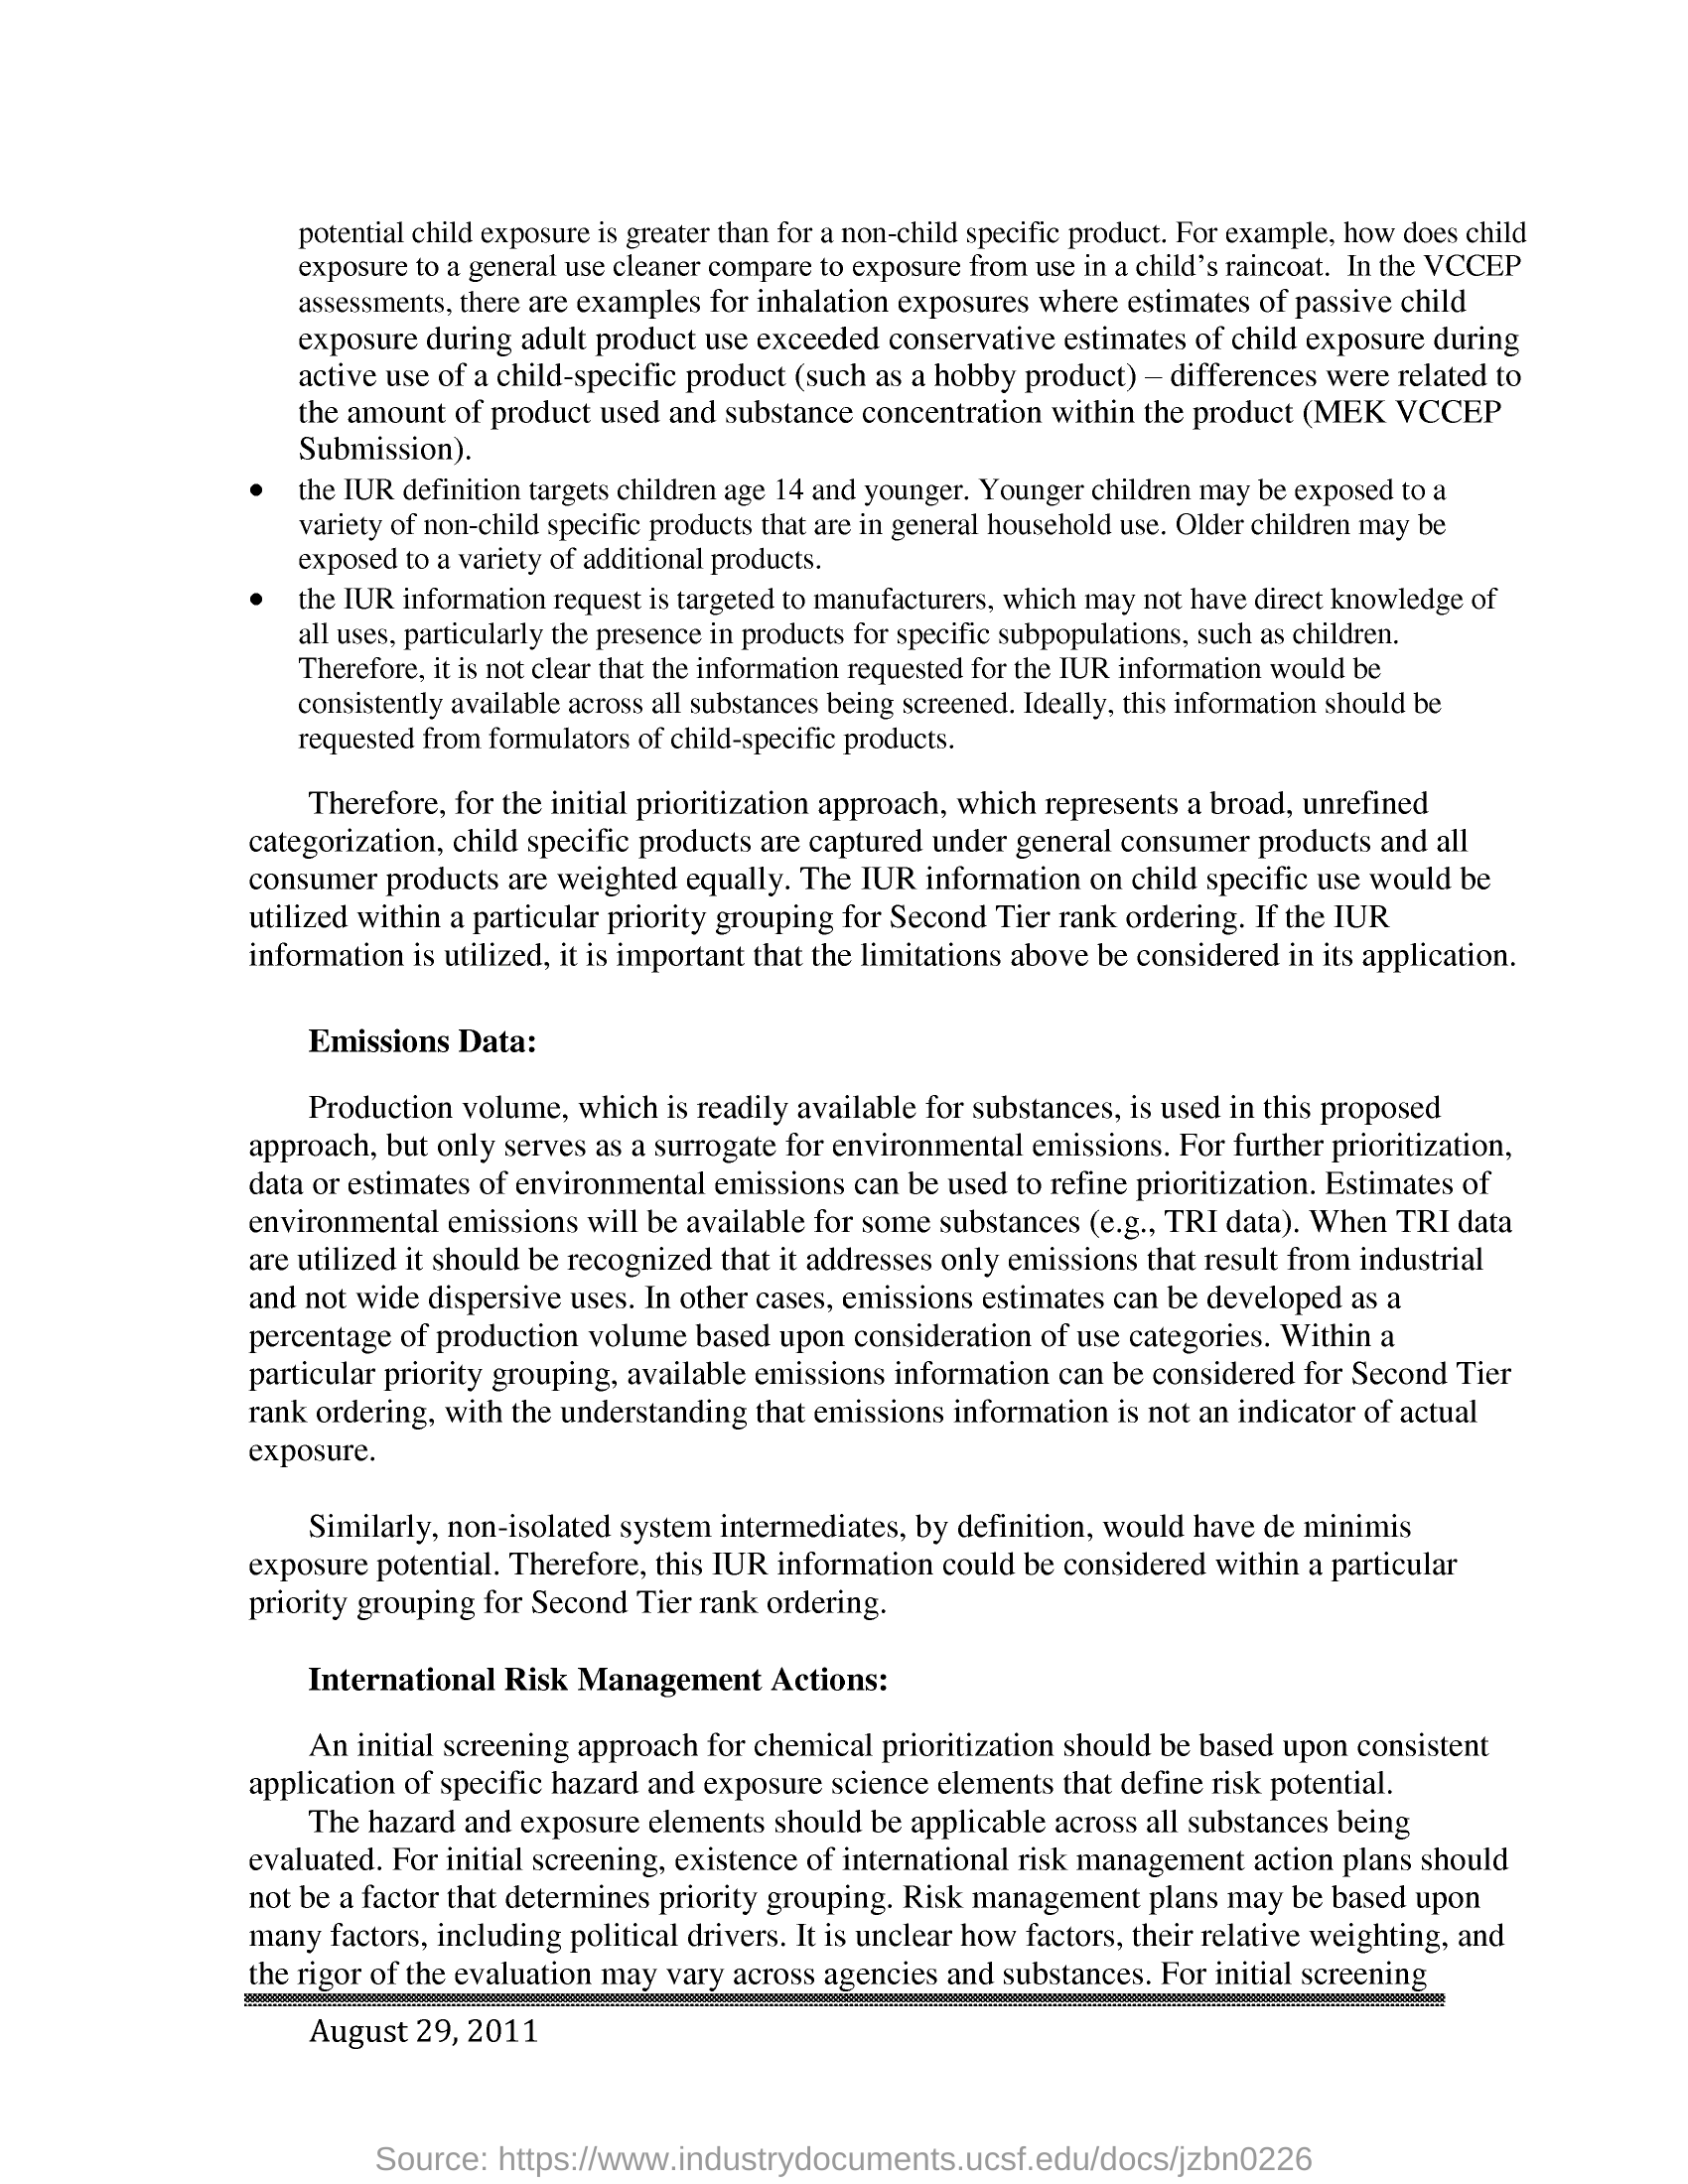 potential child exposure is greater than for a non-child specific product. For example, how does child
exposure to a general use cleaner compare to exposure from use in a child’s raincoat.  In the VCCEP
assessments, there are examples for inhalation exposures where estimates of passive child
exposure during adult product use exceeded conservative estimates of child exposure during
active use of a child-specific product (such as a hobby product) – differences were related to
the amount of product used and substance concentration within the product (MEK VCCEP
Submission).
• the IUR definition targets children age 14 and younger. Younger children may be exposed to a
variety of non-child specific products that are in general household use. Older children may be
exposed to a variety of additional products.
• the IUR information request is targeted to manufacturers, which may not have direct knowledge of
all uses, particularly the presence in products for specific subpopulations, such as children.
Therefore, it is not clear that the information requested for the IUR information would be
consistently available across all substances being screened. Ideally, this information should be
requested from formulators of child-specific products.
Therefore, for the initial prioritization approach, which represents a broad, unrefined
categorization, child specific products are captured under general consumer products and all
consumer products are weighted equally. The IUR information on child specific use would be
utilized within a particular priority grouping for Second Tier rank ordering. If the IUR
information is utilized, it is important that the limitations above be considered in its application.
Emissions Data:
Production volume, which is readily available for substances, is used in this proposed
approach, but only serves as a surrogate for environmental emissions. For further prioritization,
data or estimates of environmental emissions can be used to refine prioritization. Estimates of
environmental emissions will be available for some substances (e.g., TRI data). When TRI data
are utilized it should be recognized that it addresses only emissions that result from industrial
and not wide dispersive uses. In other cases, emissions estimates can be developed as a
percentage of production volume based upon consideration of use categories. Within a
particular priority grouping, available emissions information can be considered for Second Tier
rank ordering, with the understanding that emissions information is not an indicator of actual
exposure.
Similarly, non-isolated system intermediates, by definition, would have de minimis
exposure potential. Therefore, this IUR information could be considered within a particular
priority grouping for Second Tier rank ordering.
International Risk Management Actions:
An initial screening approach for chemical prioritization should be based upon consistent
application of specific hazard and exposure science elements that define risk potential.
The hazard and exposure elements should be applicable across all substances being
evaluated. For initial screening, existence of international risk management action plans should
not be a factor that determines priority grouping. Risk management plans may be based upon
many factors, including political drivers. It is unclear how factors, their relative weighting, and
the rigor of the evaluation may vary across agencies and substances. For initial screening
August 29, 2011
Source: https://www.industrydocuments.ucsf.edu/docs/jzbn0226